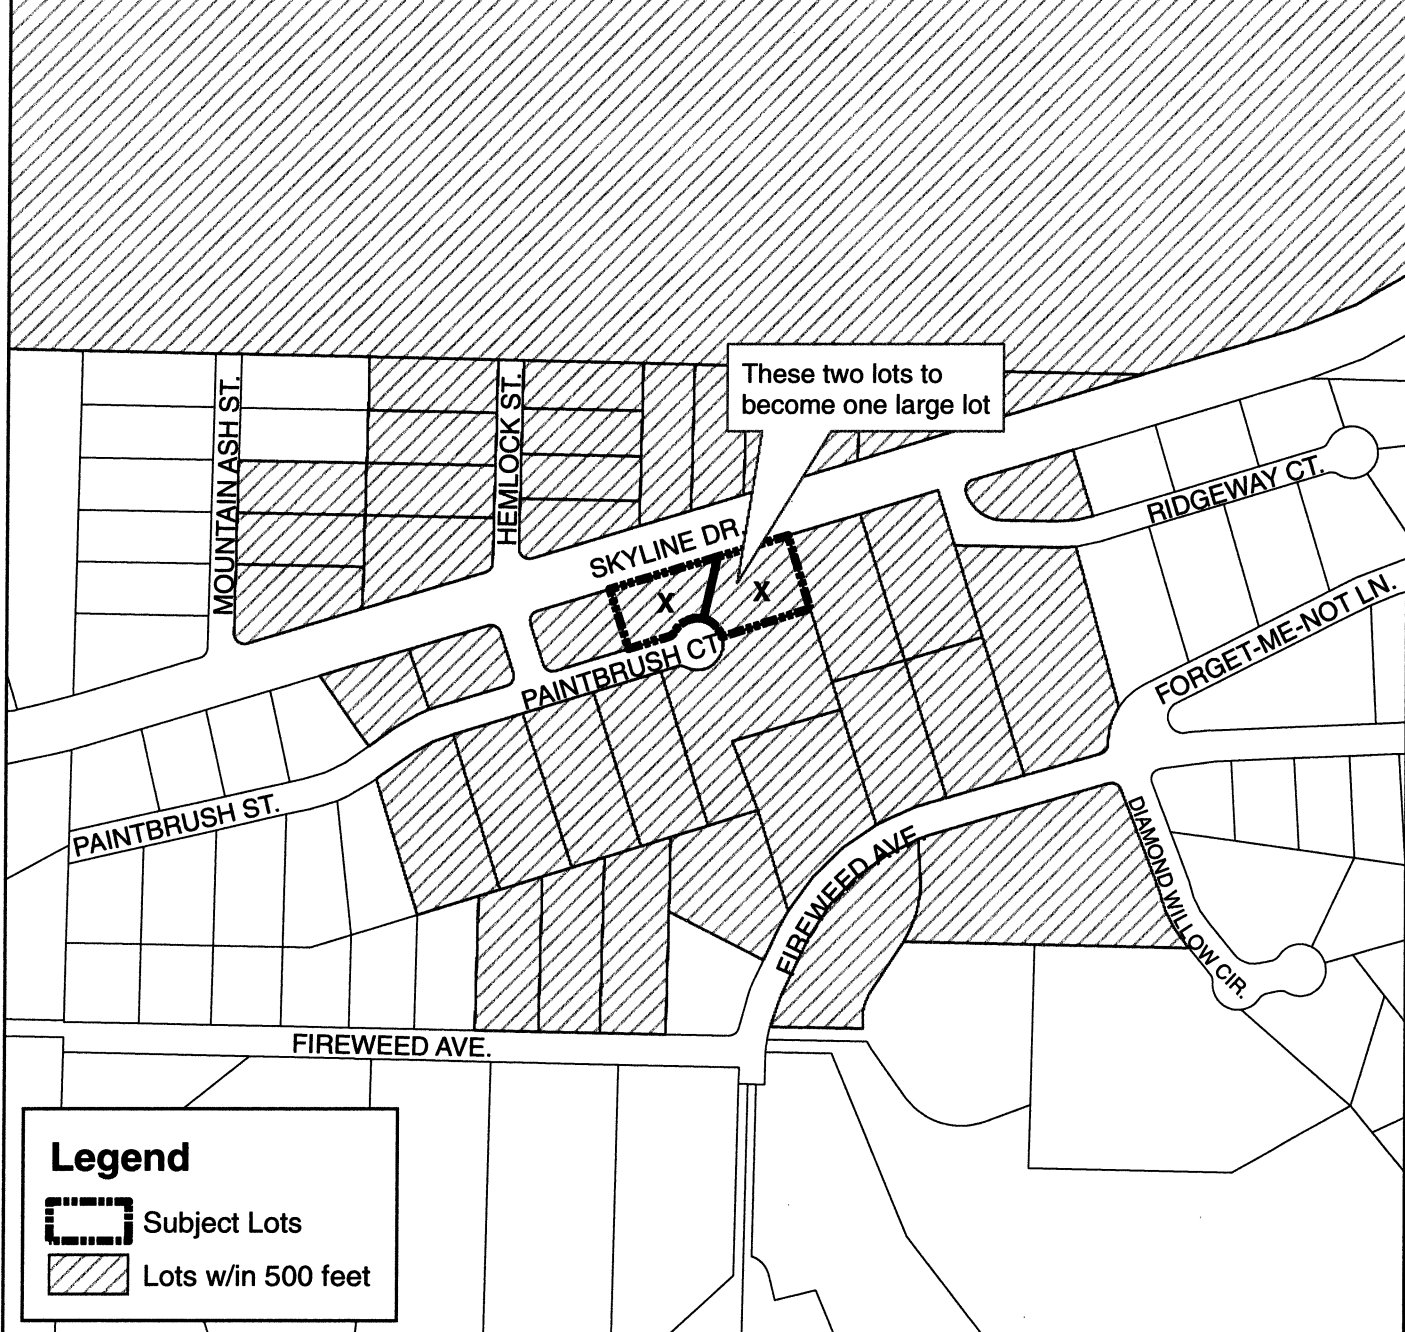 These two lots to
become one large lot
MOUNTAIN ASH ST.
HEMLOCK ST.
SKYLINE DR.
RIDGEWAY CT.
X
X
PAINTBRUSH CT
FORGET-ME-NOT LN.
PAINTBRUSH ST.
FIREWEED AVE.
DIAMOND WILLOW CIR.
FIREWEED AVE.
Legend
Subject Lots
Lots w/in 500 feet